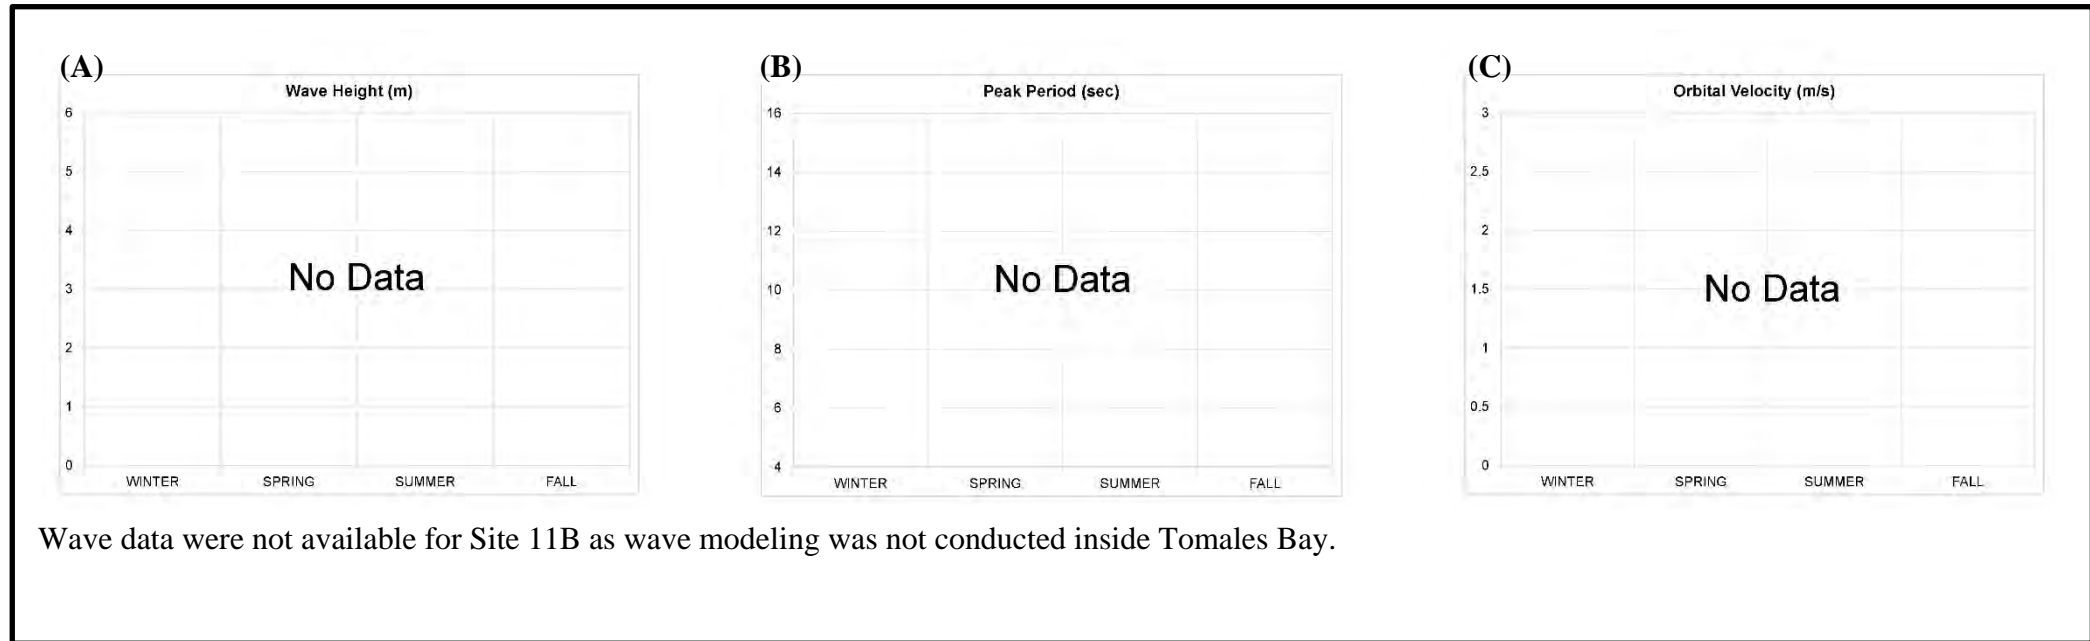 (A)
Wave Height (m)
6
5
4
3
2
1
0
No Data
WINTER SPRING SUMMER FALL
(B)
Peak Period (sec)
16
14
12
10
8
6
4
No Data
WINTER SPRING SUMMER FALL
(C)
Orbital Velocity (m/s)
3
2.5
2
1.5
1
0.5
0
No Data
WINTER SPRING SUMMER FALL
Wave data were not available for Site 11B as wave modeling was not conducted inside Tomales Bay.